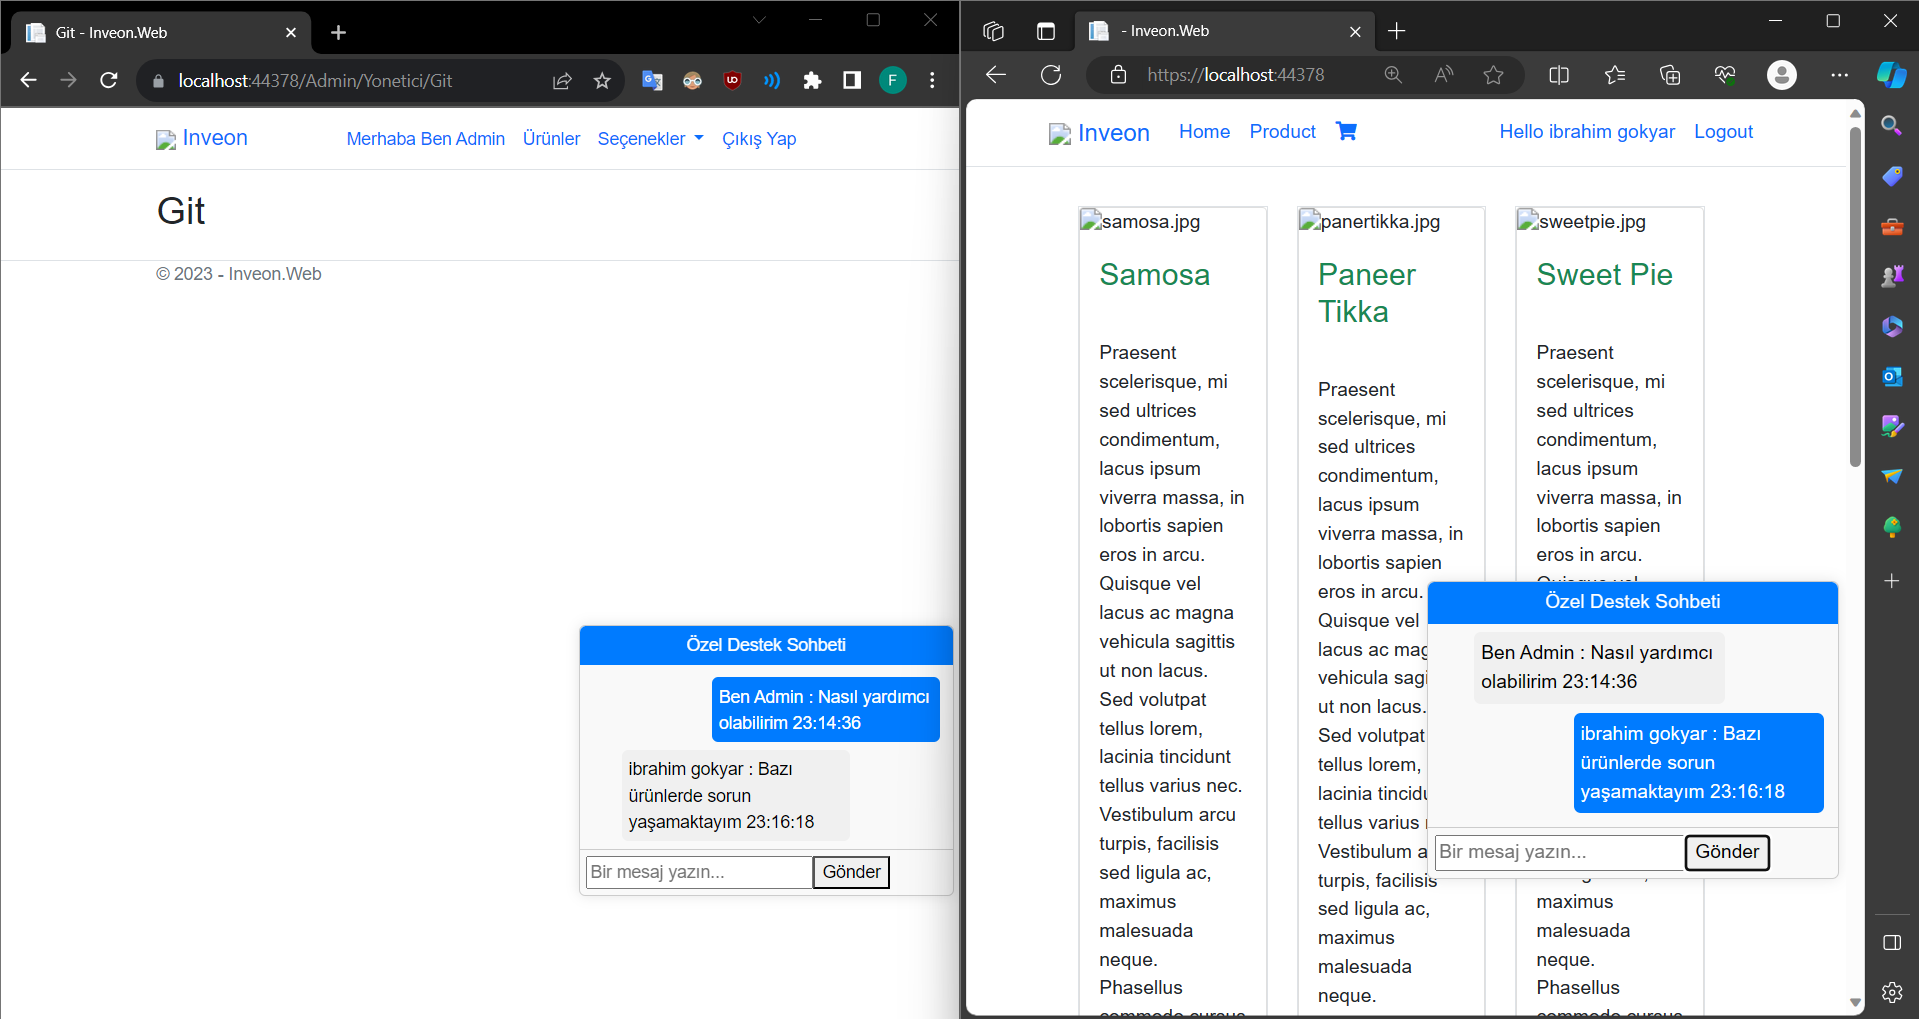 Git - Inveon.Web
localhost:44378/Admin/Yonetici/Git
F
Inveon
Merhaba Ben Admin
Ürünler
Seçenekler
Çıkış Yap
Git
© 2023 - Inveon.Web
Özel Destek Sohbeti
Ben Admin : Nasıl yardımcı
olabilirim 23:14:36
ibrahim gokyar : Bazı
ürünlerde sorun
yaşamaktayım 23:16:18
Bir mesaj yazın...
Gönder
- Inveon.Web
https://localhost:44378
Inveon
Home
Product
Hello ibrahim gokyar
Logout
samosa.jpg
Samosa
Praesent
scelerisque, mi
sed ultrices
condimentum,
lacus ipsum
viverra massa, in
lobortis sapien
eros in arcu.
Quisque vel
lacus ac magna
vehicula sagittis
ut non lacus.
Sed volutpat
tellus lorem,
lacinia tincidunt
tellus varius nec.
Vestibulum arcu
turpis, facilisis
sed ligula ac,
maximus
malesuada
neque.
Phasellus
commodo cursus
panertikka.jpg
Paneer
Tikka
Praesent
scelerisque, mi
sed ultrices
condimentum,
lacus ipsum
viverra massa, in
lobortis sapien
eros in arcu.
Quisque vel
lacus ac mag
vehicula sagi
ut non lacus.
Sed volutpat
tellus lorem,
lacinia tincidu
tellus varius
Vestibulum a
turpis, facilisis
sed ligula ac,
maximus
malesuada
neque.
sweetpie.jpg
Sweet Pie
Praesent
scelerisque, mi
sed ultrices
condimentum,
lacus ipsum
viverra massa, in
lobortis sapien
eros in arcu.
Quisque vel
maximus
malesuada
neque.
Phasellus
commodo cursus
Özel Destek Sohbeti
Ben Admin : Nasıl yardımcı
olabilirim 23:14:36
ibrahim gokyar : Bazı
ürünlerde sorun
yaşamaktayım 23:16:18
Bir mesaj yazın...
Gönder